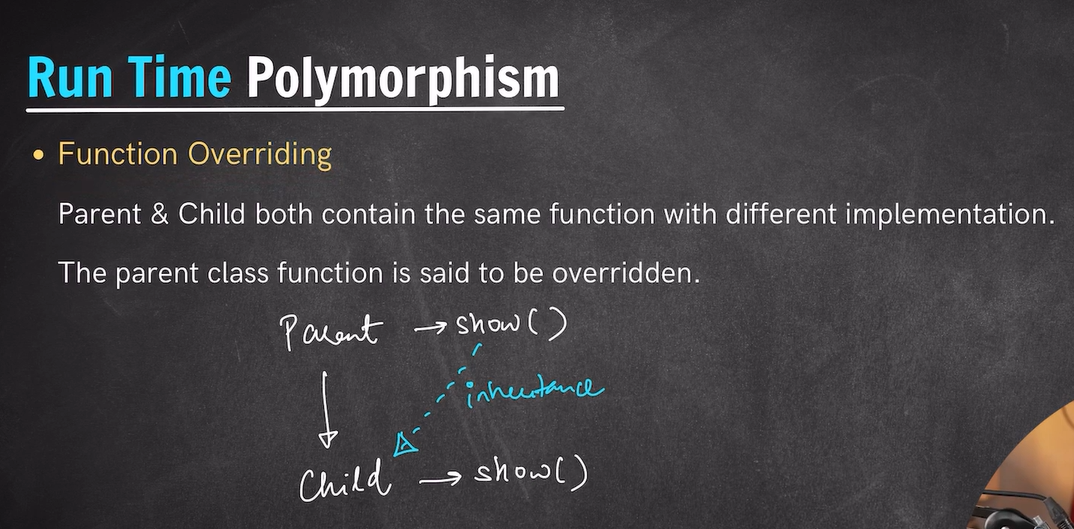 Run Time Polymorphism
• Function Overriding
Parent & Child both contain the same function with different implementation.
The parent class function is said to be overridden.
Parent → show()
inheritance
Child → show()